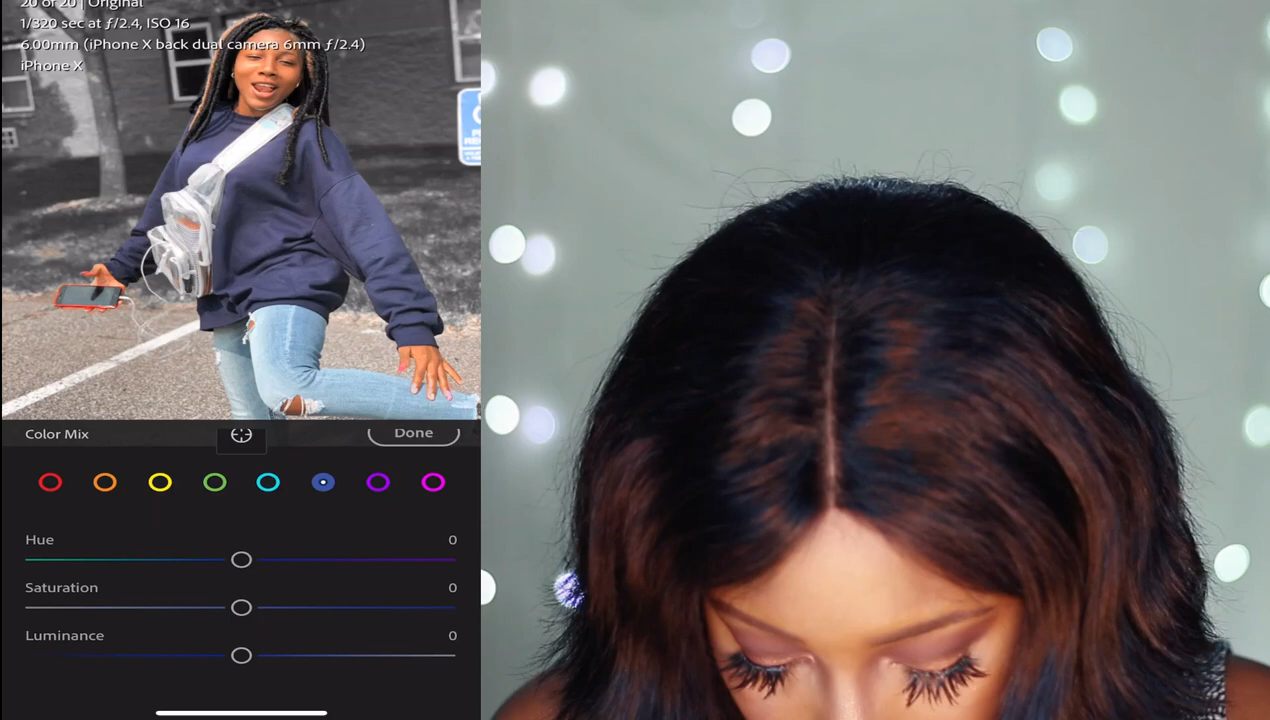 20 of 20 | Original
1/320 sec at ƒ/2.4, ISO 16
6.00mm (iPhone X back dual camera 6mm ƒ/2.4)
iPhone X
Color Mix
Done
Hue
0
Saturation
0
Luminance
0